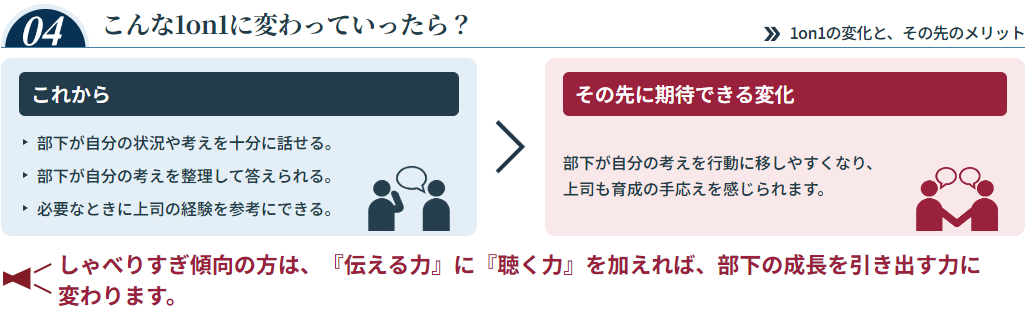 04 こんな1on1に変わっていったら？
1on1の変化と、その先のメリット
これから
部下が自分の状況や考えを十分に話せる。
部下が自分の考えを整理して答えられる。
必要なときに上司の経験を参考にできる。
その先に期待できる変化
部下が自分の考えを行動に移しやすくなり、
上司も育成の手応えを感じられます。
しゃべりすぎ傾向の方は、『伝える力』に『聴く力』を加えれば、部下の成長を引き出す力に
変わります。